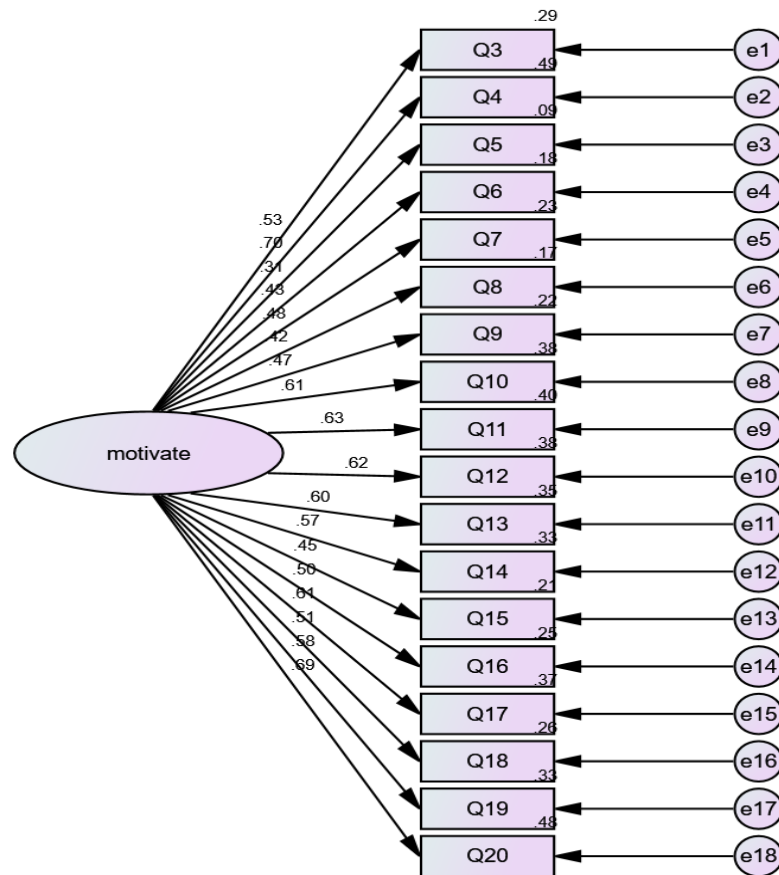 .29
Q3 e1
.49
Q4 e2
.09
Q5 e3
.18
Q6 e4
.23
.53
Q7 e5
.70
.17
.31
Q8 e6
.43
.22
.48
Q9 e7
.42
.38
.47
Q10 e8
.61
.40
.63
Q11 e9
.38
motivate
.62
Q12 e10
.35
.60
Q13 e11
.57
.33
.45
Q14 e12
.50
.21
.61
Q15 e13
.51
.25
.58
Q16 e14
.69
.37
Q17 e15
.26
Q18 e16
.33
Q19 e17
.48
Q20 e18